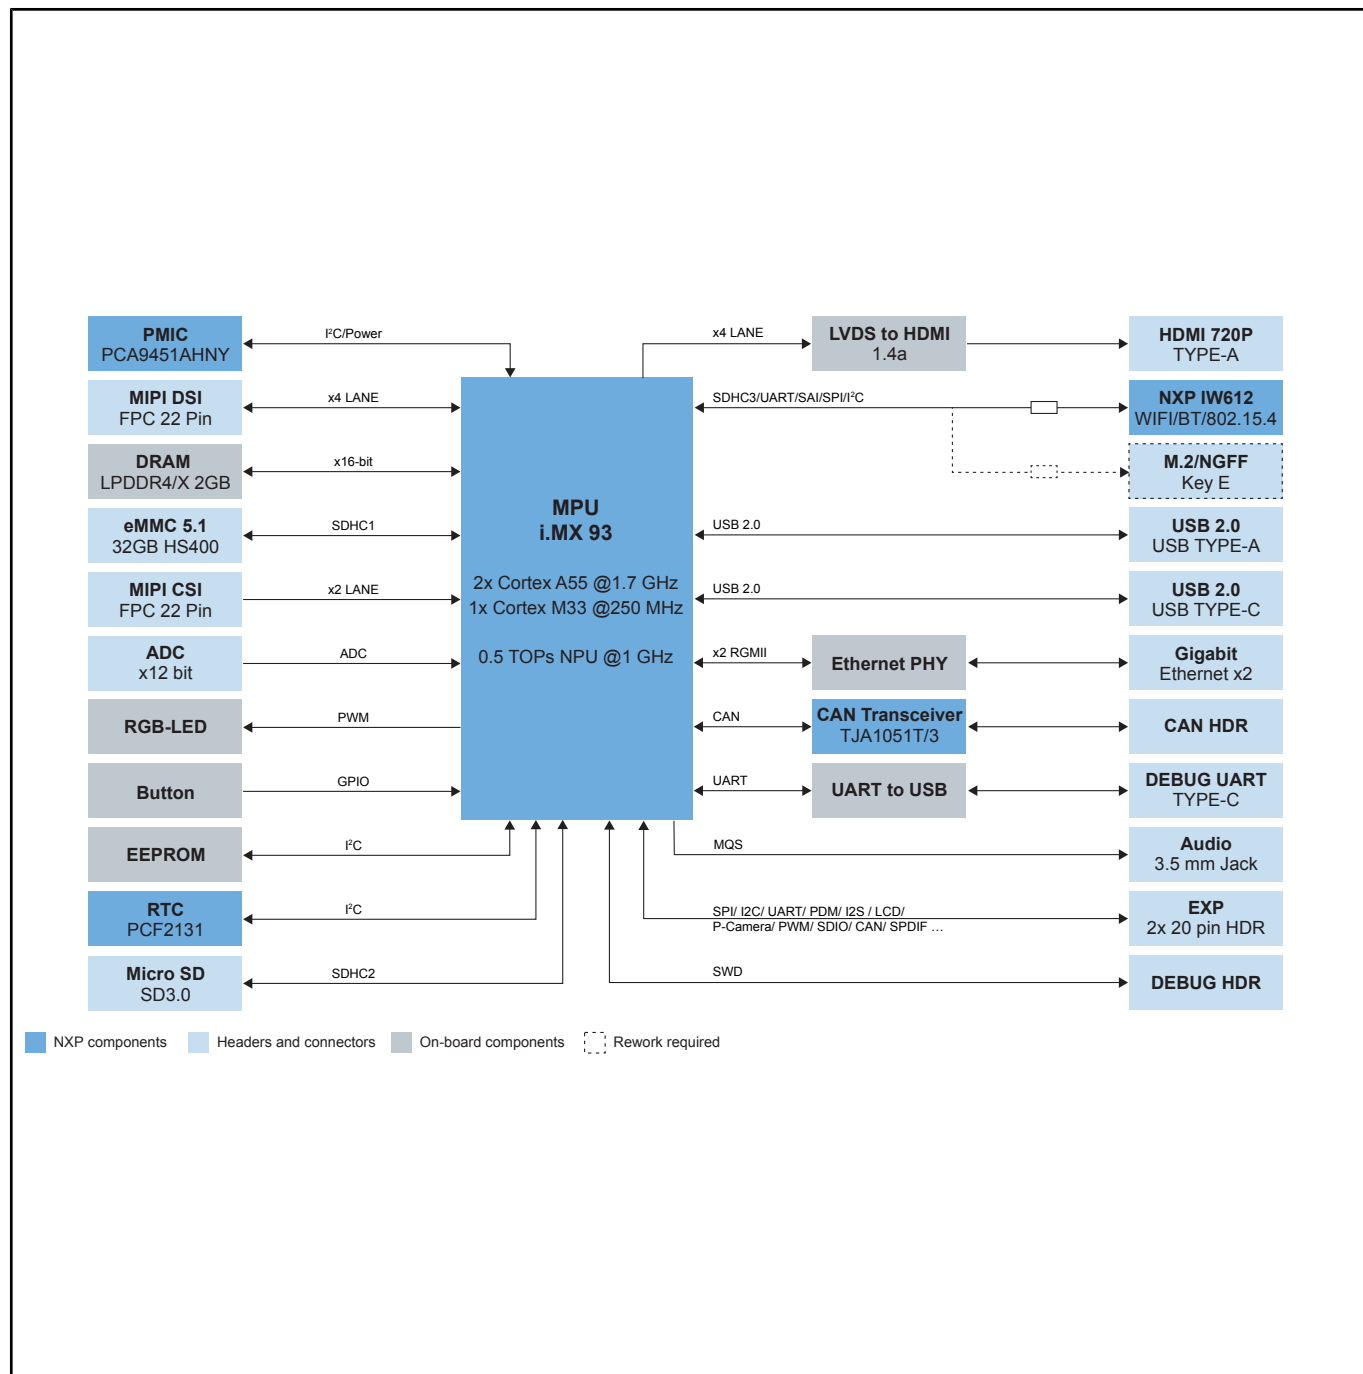 PMIC
PCA9451AHNY
I²C/Power
MIPI DSI
FPC 22 Pin
x4 LANE
DRAM
LPDDR4/X 2GB
x16-bit
eMMC 5.1
32GB HS400
SDHC1
MIPI CSI
FPC 22 Pin
x2 LANE
ADC
x12 bit
ADC
RGB-LED
PWM
Button
GPIO
EEPROM
I²C
RTC
PCF2131
I²C
Micro SD
SD3.0
SDHC2
MPU
i.MX 93
2x Cortex A55 @1.7 GHz
1x Cortex M33 @250 MHz
0.5 TOPs NPU @1 GHz
x4 LANE
LVDS to HDMI
1.4a
HDMI 720P
TYPE-A
SDHC3/UART/SAI/SPI/I²C
NXP IW612
WIFI/BT/802.15.4
M.2/NGFF
Key E
USB 2.0
USB 2.0
USB TYPE-A
USB 2.0
USB 2.0
USB TYPE-C
x2 RGMII
Ethernet PHY
Gigabit
Ethernet x2
CAN
CAN Transceiver
TJA1051T/3
CAN HDR
UART
UART to USB
DEBUG UART
TYPE-C
MQS
Audio
3.5 mm Jack
SPI/ I2C/ UART/ PDM/ I2S / LCD/
P-Camera/ PWM/ SDIO/ CAN/ SPDIF ...
EXP
2x 20 pin HDR
SWD
DEBUG HDR
NXP components
Headers and connectors
On-board components
Rework required